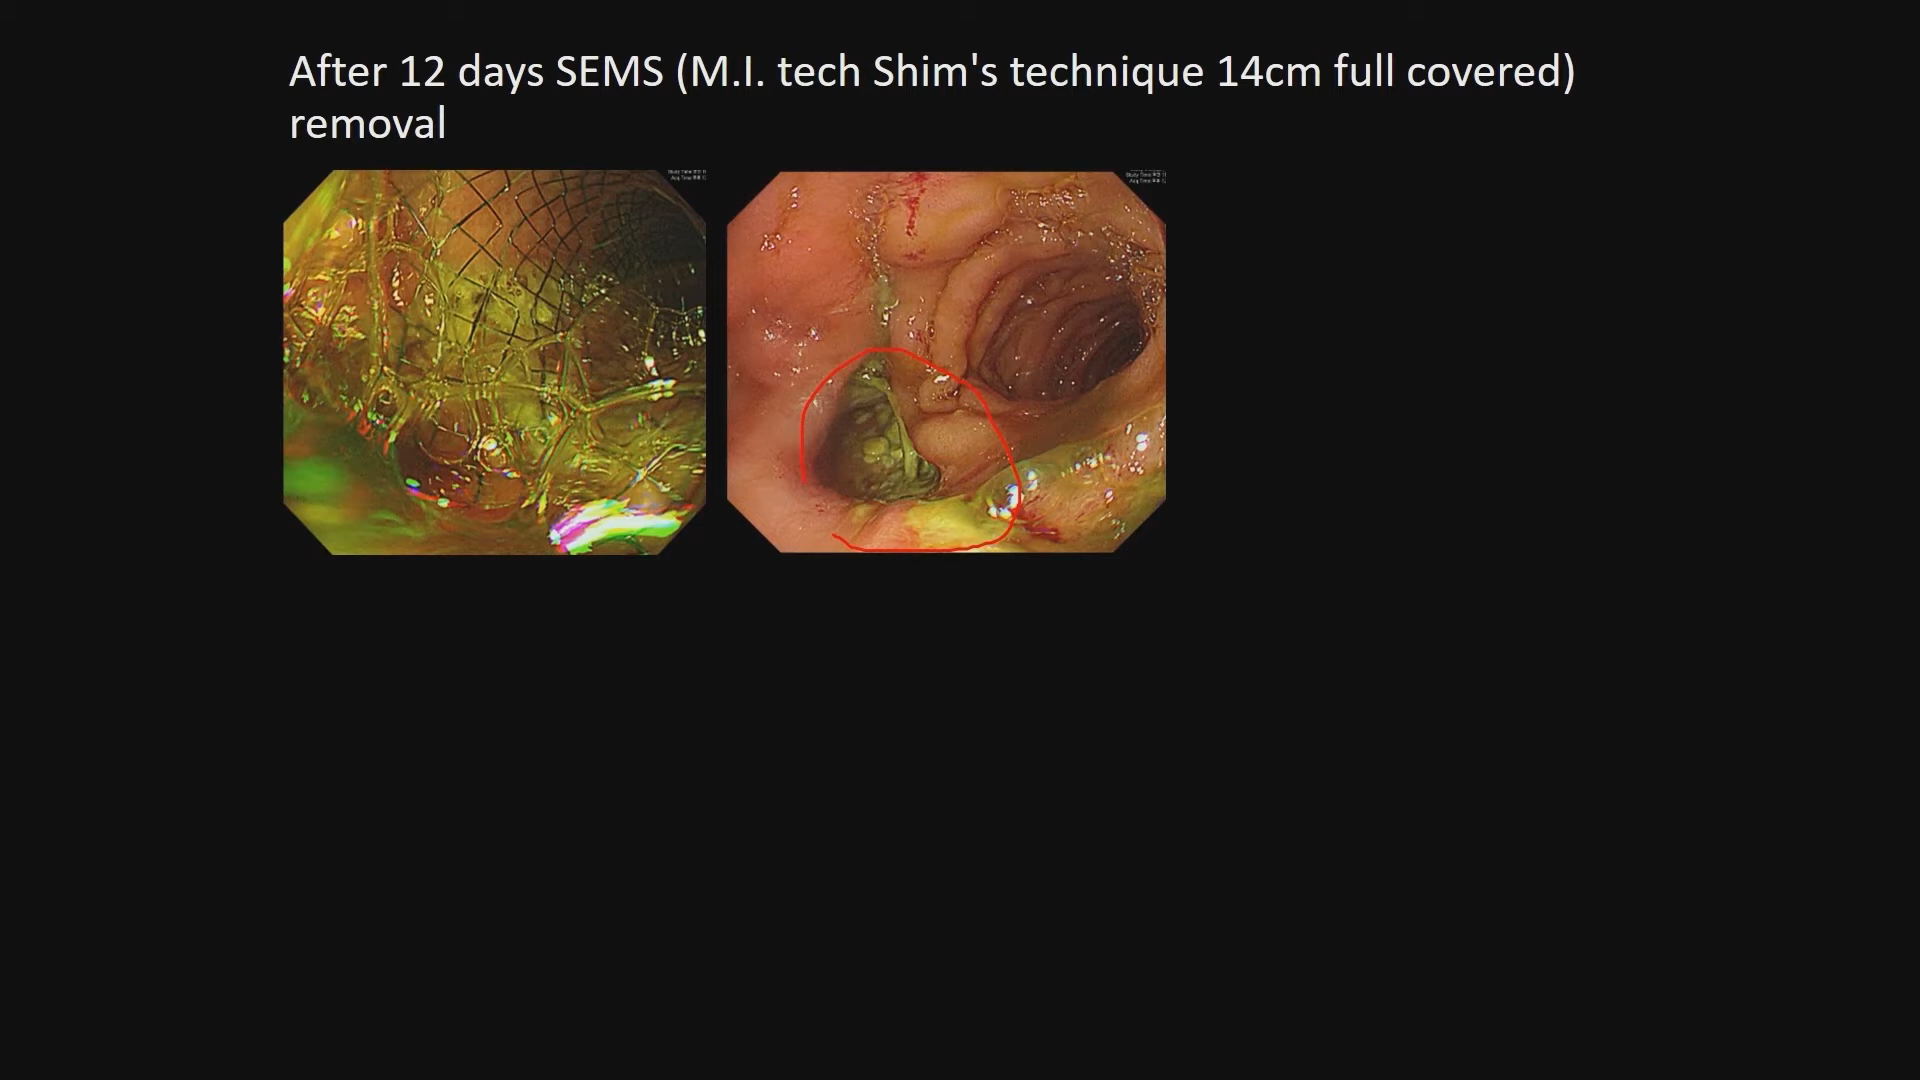 After 12 days SEMS (M.I. tech Shim's technique 14cm full covered)
removal